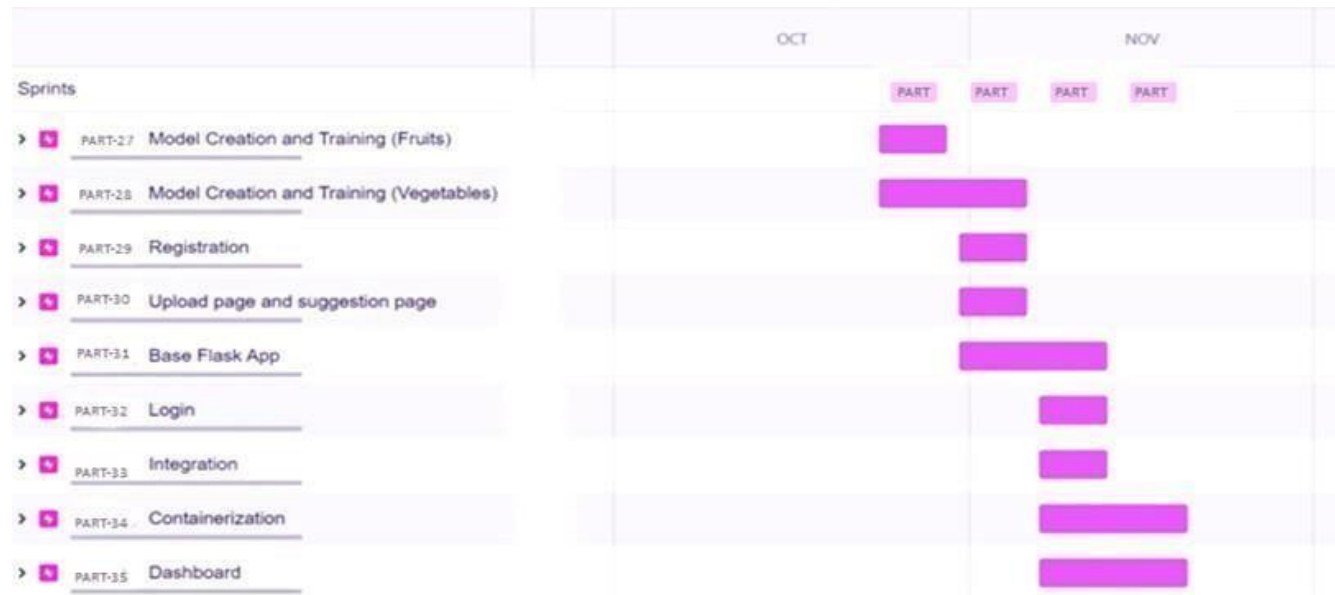 OCT NOV
Sprints PART PART PART PART
PART-27 Model Creation and Training (Fruits)
PART-28 Model Creation and Training (Vegetables)
PART-29 Registration
PART-30 Upload page and suggestion page
PART-31 Base Flask App
PART-32 Login
PART-33 Integration
PART-34 Containerization
PART-35 Dashboard